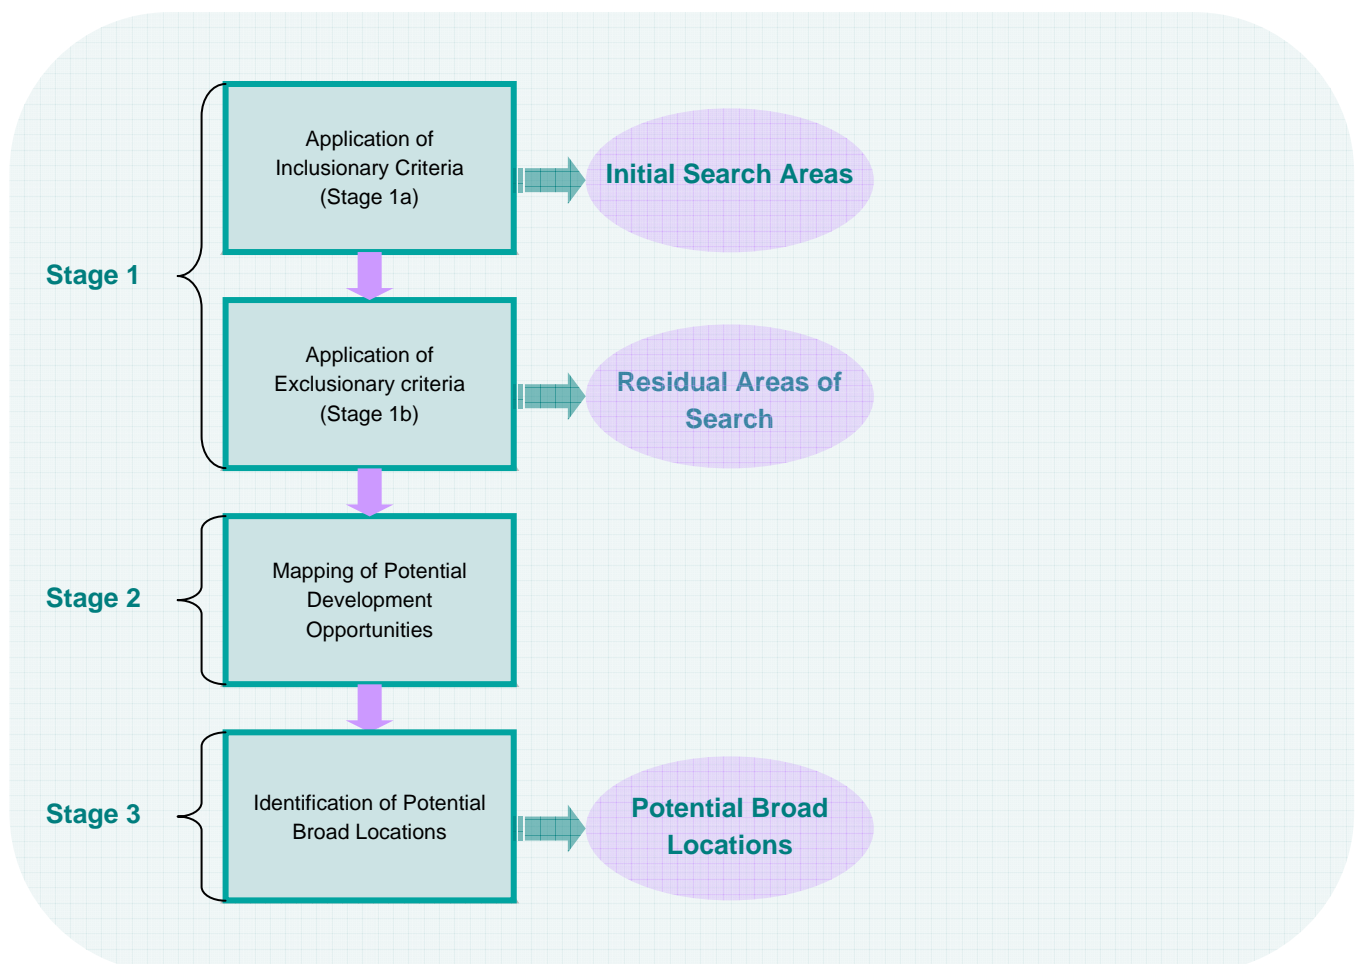 Application of
Inclusionary Criteria
(Stage 1a)
Initial Search Areas
Stage 1
Application of
Exclusionary criteria
(Stage 1b)
Residual Areas of
Search
Stage 2
Mapping of Potential
Development
Opportunities
Stage 3
Identification of Potential
Broad Locations
Potential Broad
Locations